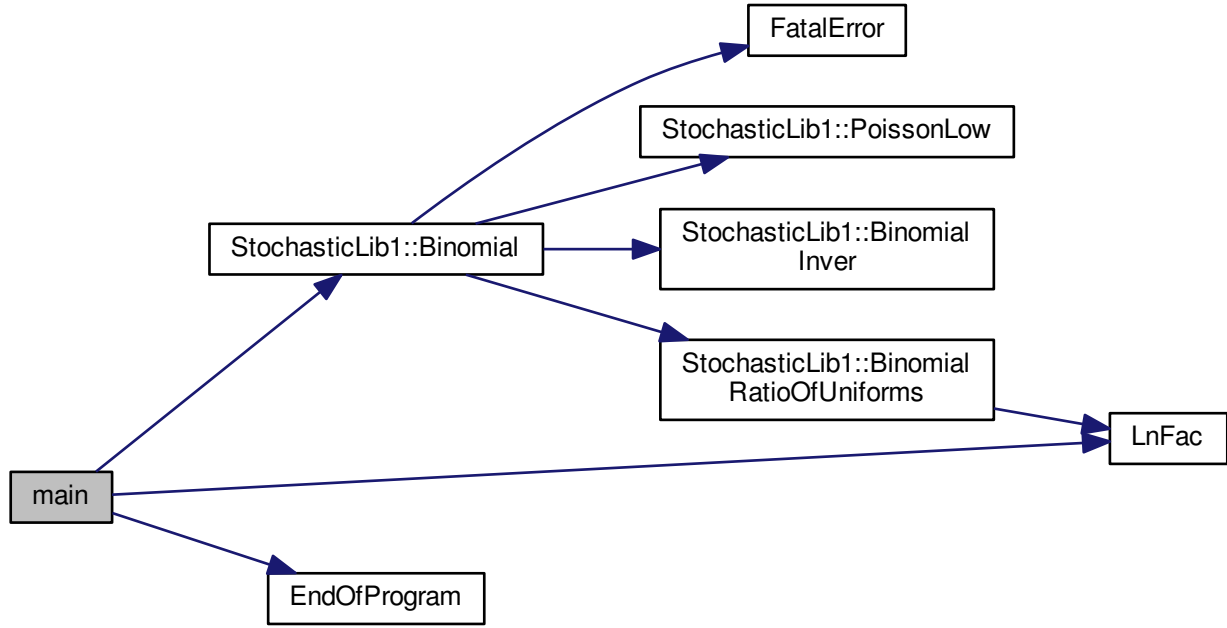 FatalError
StochasticLib1::PoissonLow
StochasticLib1::Binomial
StochasticLib1::Binomial
Inver
StochasticLib1::Binomial
RatioOfUniforms
LnFac
main
EndOfProgram